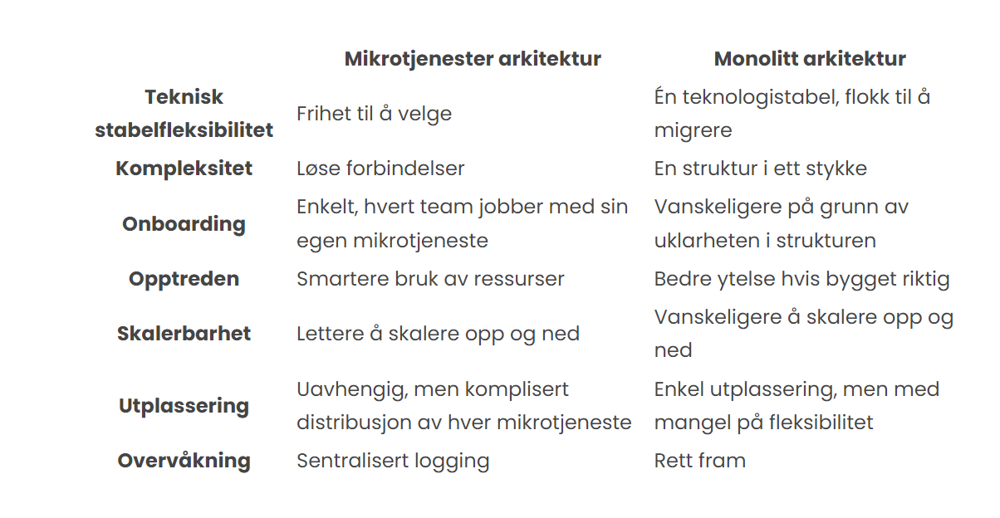 Mikrotjenester arkitektur Monolitt arkitektur
Teknisk
stabelfleksibilitet
Frihet til å velge
Én teknologistabel, flokk til å
migrere
Kompleksitet Løse forbindelser En struktur i ett stykke
Onboarding
Enkelt, hvert team jobber med sin
egen mikrotjeneste
Vanskeligere på grunn av
uklarheten i strukturen
Opptreden Smartere bruk av ressurser Bedre ytelse hvis bygget riktig
Skalerbarhet Lettere å skalere opp og ned
Vanskeligere å skalere opp og
ned
Utplassering
Uavhengig, men komplisert
distribusjon av hver mikrotjeneste
Enkel utplassering, men med
mangel på fleksibilitet
Overvåkning Sentralisert logging Rett fram